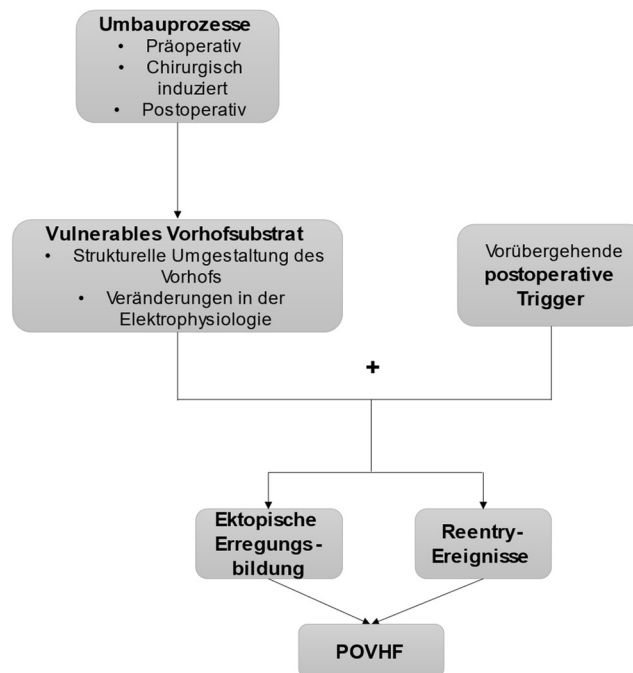 Umbauprozesse
• Präoperativ
• Chirurgisch
induziert
• Postoperativ
Vulnerables Vorhofsubstrat
• Strukturelle Umgestaltung des
Vorhofs
• Veränderungen in der
Elektrophysiologie
Vorübergehende
postoperative
Trigger
+
Ektopische
Erregungs-
bildung
Reentry-
Ereignisse
POVHF